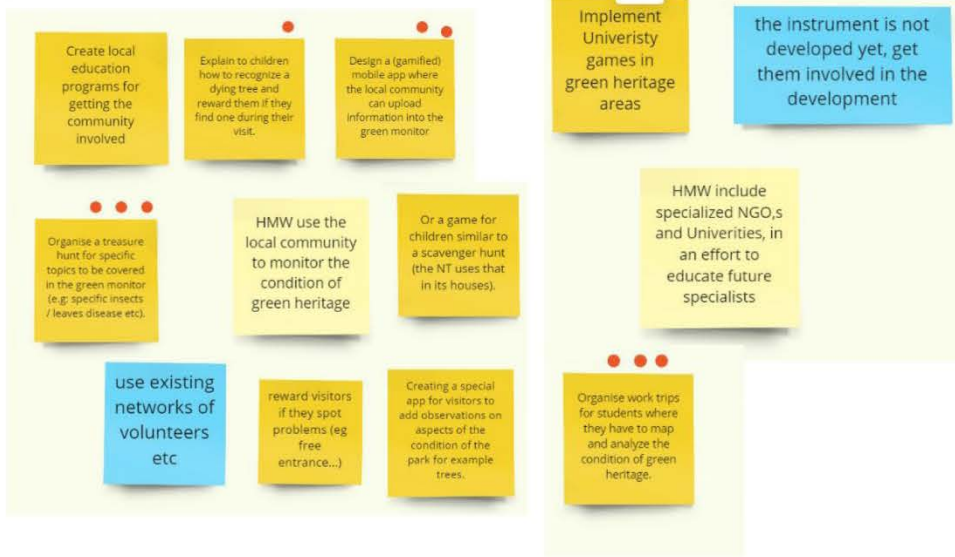 Create local
education
programs for
getting the
community
involved
Explain to children
how to recognize a
dying tree and
reward them if they
find one during their
visit.
Design a (gamified)
mobile app where
the local community
can upload
information into the
green monitor
Organise a treasure
hunt for specific
topics to be covered
in the green monitor
(e.g: specific insects
/ leaves disease etc).
HMW use the
local community
to monitor the
condition of
green heritage
Or a game for
children similar to
a scavenger hunt
(the NT uses that
in its houses).
use existing
networks of
volunteers
etc
reward visitors
if they spot
problems (eg
free
entrance...)
Creating a special
app for visitors to
add observations on
aspects of the
condition of the
park for example
trees.
Implement
Univeristy
games in
green heritage
areas
the instrument is not
developed yet, get
them involved in the
development
HMW include
specialized NGO,s
and Univerities, in
an effort to
educate future
specialists
Organise work trips
for students where
they have to map
and analyze the
condition of green
heritage.